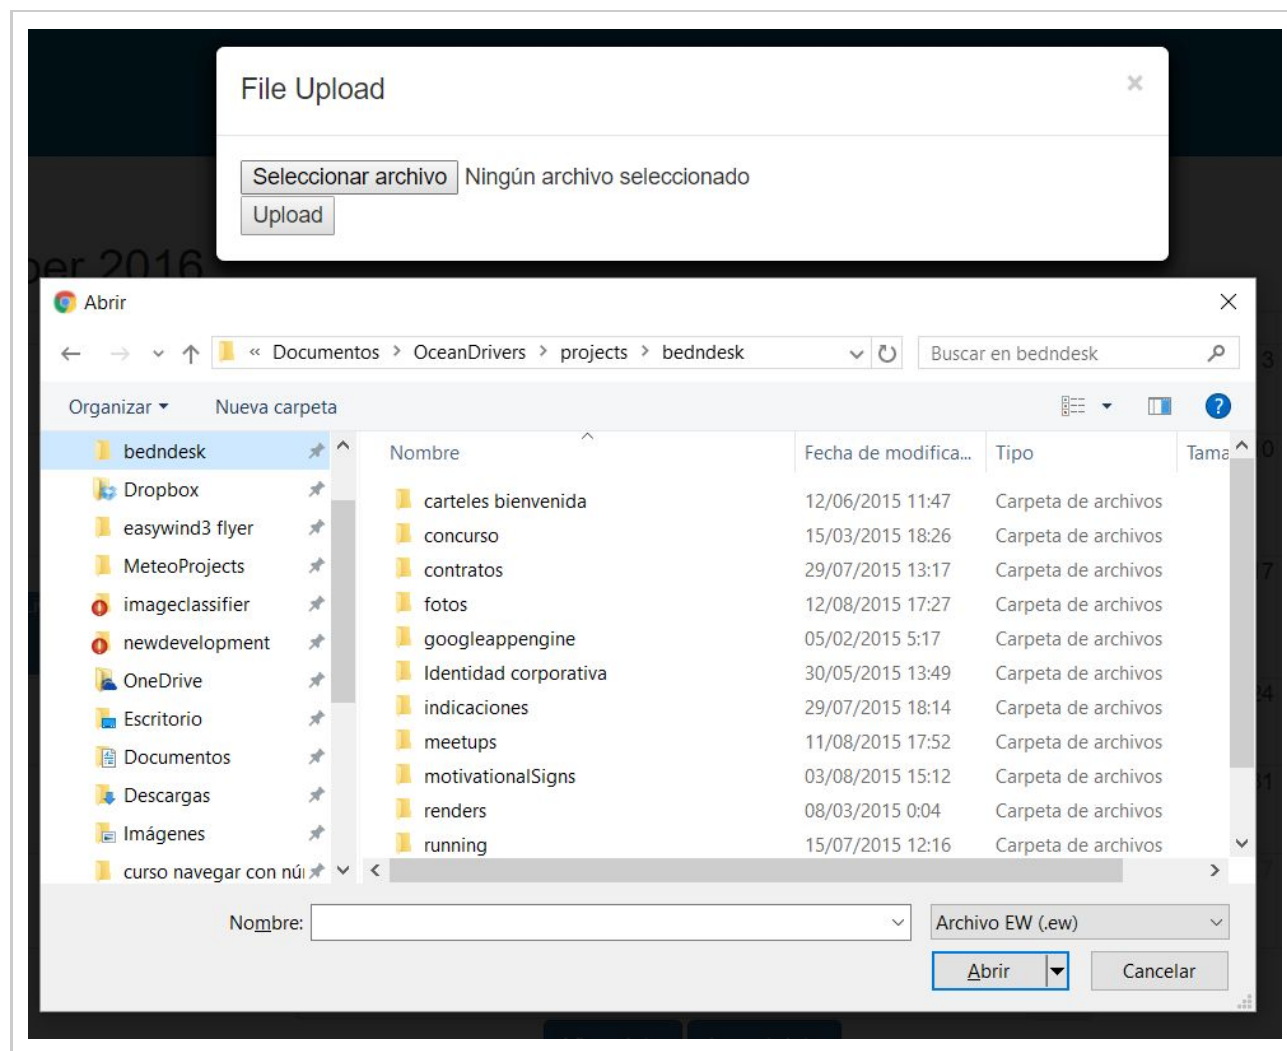 File Upload ×
Seleccionar archivo Ningún archivo seleccionado
Upload
ber 2016
Abrir
« Documentos > OceanDrivers > projects > bedndesk
Buscar en bedndesk
Organizar Nueva carpeta
Nombre Fecha de modifica... Tipo Tama
bedndesk
Dropbox
easywind3 flyer
MeteoProjects
imageclassifier
newdevelopment
OneDrive
Escritorio
Documentos
Descargas
Imágenes
curso navegar con nú
carteles bienvenida 12/06/2015 11:47 Carpeta de archivos
concurso 15/03/2015 18:26 Carpeta de archivos
contratos 29/07/2015 13:17 Carpeta de archivos
fotos 12/08/2015 17:27 Carpeta de archivos
googleappengine 05/02/2015 5:17 Carpeta de archivos
Identidad corporativa 30/05/2015 13:49 Carpeta de archivos
indicaciones 29/07/2015 18:14 Carpeta de archivos
meetups 11/08/2015 17:52 Carpeta de archivos
motivationalSigns 03/08/2015 15:12 Carpeta de archivos
renders 08/03/2015 0:04 Carpeta de archivos
running 15/07/2015 12:16 Carpeta de archivos
Nombre: Archivo EW (.ew)
Abrir Cancelar